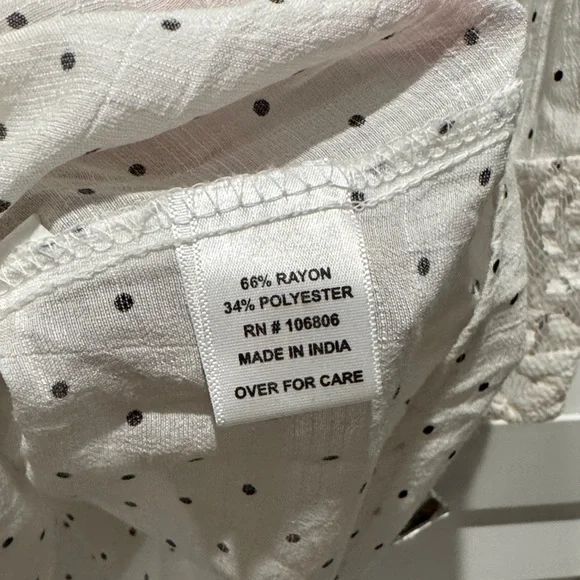 66% RAYON
34% POLYESTER
RN # 106806
MADE IN INDIA
OVER FOR CARE